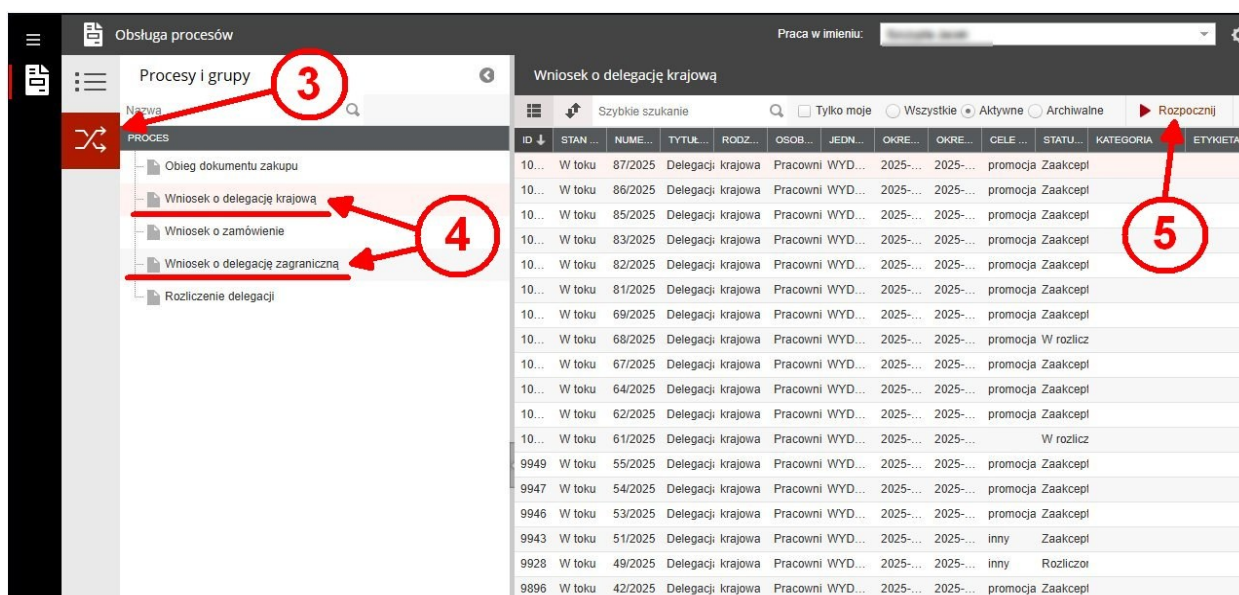 Obsługa procesów Praca w imieniu:
Procesy i grupy
3
Nazwa
PROCES
Obieg dokumentu zakupu
Wniosek o delegację krajową
Wniosek o zamówienie
Wniosek o delegację zagraniczną
Rozliczenie delegacji
4
Wniosek o delegację krajową
Szybkie szukanie Tylko moje Wszystkie Aktywne Archiwalne Rozpocznij
5
ID STAN ... NUME... TYTUŁ... RODZ... OSOB... JEDN... OKRE... OKRE... CELE ... STATU... KATEGORIA ETYKIETA
10... W toku 87/2025 Delegacja krajowa Pracowni WYD... 2025-... 2025-... promocja Zaakcept
10... W toku 86/2025 Delegacja krajowa Pracowni WYD... 2025-... 2025-... promocja Zaakcept
10... W toku 85/2025 Delegacja krajowa Pracowni WYD... 2025-... 2025-... promocja Zaakcept
10... W toku 83/2025 Delegacja krajowa Pracowni WYD... 2025-... 2025-... promocja Zaakcept
10... W toku 82/2025 Delegacja krajowa Pracowni WYD... 2025-... 2025-... promocja Zaakcept
10... W toku 81/2025 Delegacja krajowa Pracowni WYD... 2025-... 2025-... promocja Zaakcept
10... W toku 69/2025 Delegacja krajowa Pracowni WYD... 2025-... 2025-... promocja Zaakcept
10... W toku 68/2025 Delegacja krajowa Pracowni WYD... 2025-... 2025-... promocja W rozlicz
10... W toku 67/2025 Delegacja krajowa Pracowni WYD... 2025-... 2025-... promocja Zaakcept
10... W toku 64/2025 Delegacja krajowa Pracowni WYD... 2025-... 2025-... promocja Zaakcept
10... W toku 62/2025 Delegacja krajowa Pracowni WYD... 2025-... 2025-... promocja Zaakcept
10... W toku 61/2025 Delegacja krajowa Pracowni WYD... 2025-... 2025-... W rozlicz
9949 W toku 55/2025 Delegacja krajowa Pracowni WYD... 2025-... 2025-... promocja Zaakcept
9947 W toku 54/2025 Delegacja krajowa Pracowni WYD... 2025-... 2025-... promocja Zaakcept
9946 W toku 53/2025 Delegacja krajowa Pracowni WYD... 2025-... 2025-... promocja Zaakcept
9943 W toku 51/2025 Delegacja krajowa Pracowni WYD... 2025-... 2025-... inny Zaakcept
9928 W toku 49/2025 Delegacja krajowa Pracowni WYD... 2025-... 2025-... inny Rozliczon
9896 W toku 42/2025 Delegacja krajowa Pracowni WYD... 2025-... 2025-... promocja Zaakcept